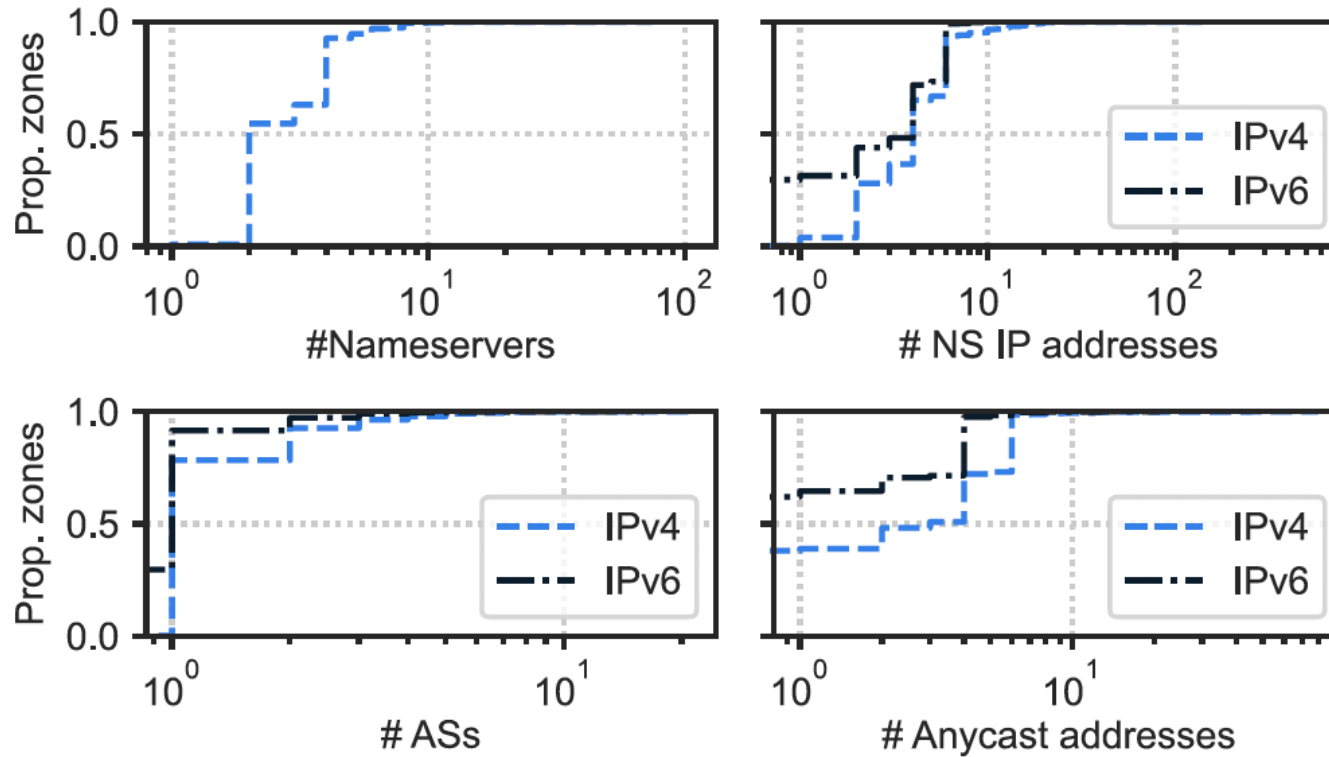 Prop. zones
1.0
0.5
0.0
10^0 10^1 10^2
#Nameservers
10^0 10^1 10^2
# NS IP addresses
IPv4
IPv6
Prop. zones
1.0
0.5
0.0
10^0 10^1
# ASs
IPv4
IPv6
10^0 10^1
# Anycast addresses
IPv4
IPv6